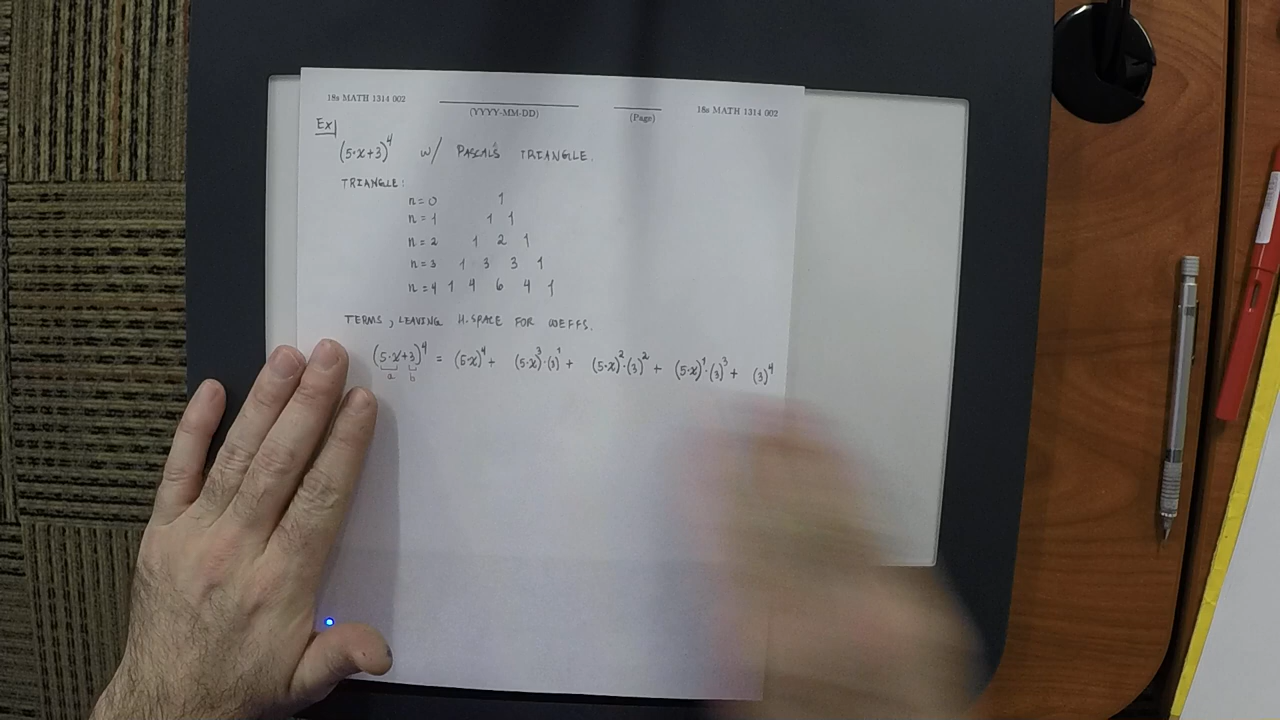 18s MATH 1314 002 (YYYY-MM-DD) (Page) 18s MATH 1314 002
Ex
(5·x+3)^4 w/ PASCAL'S TRIANGLE.
TRIANGLE:
n=0 1
n=1 1 1
n=2 1 2 1
n=3 1 3 3 1
n=4 1 4 6 4 1
TERMS, LEAVING H.SPACE FOR COEFFS.
(5·x+3)^4 = (5·x)^4 + (5·x)^3·(3)^1 + (5·x)^2·(3)^2 + (5·x)^1·(3)^3 + (3)^4
a b